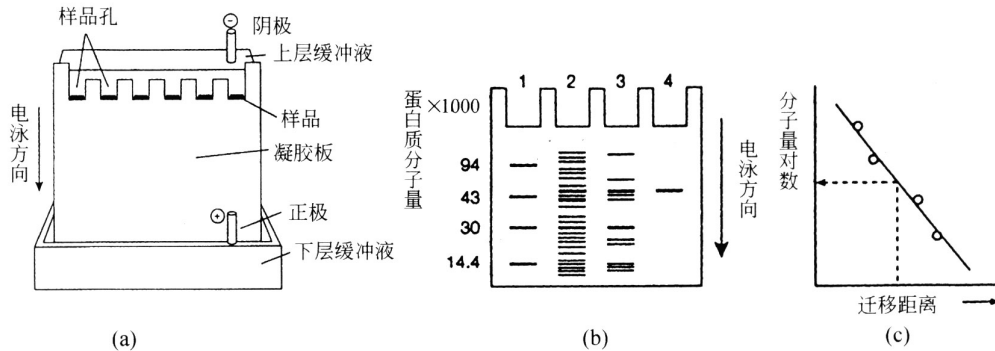 样品孔
⊖
阴极
上层缓冲液
样品
电泳方向
凝胶板
⊕
正极
下层缓冲液
(a)
1 2 3 4
×1000
蛋白质分子量
94
43
30
14.4
电泳方向
(b)
分子量对数
迁移距离
(c)